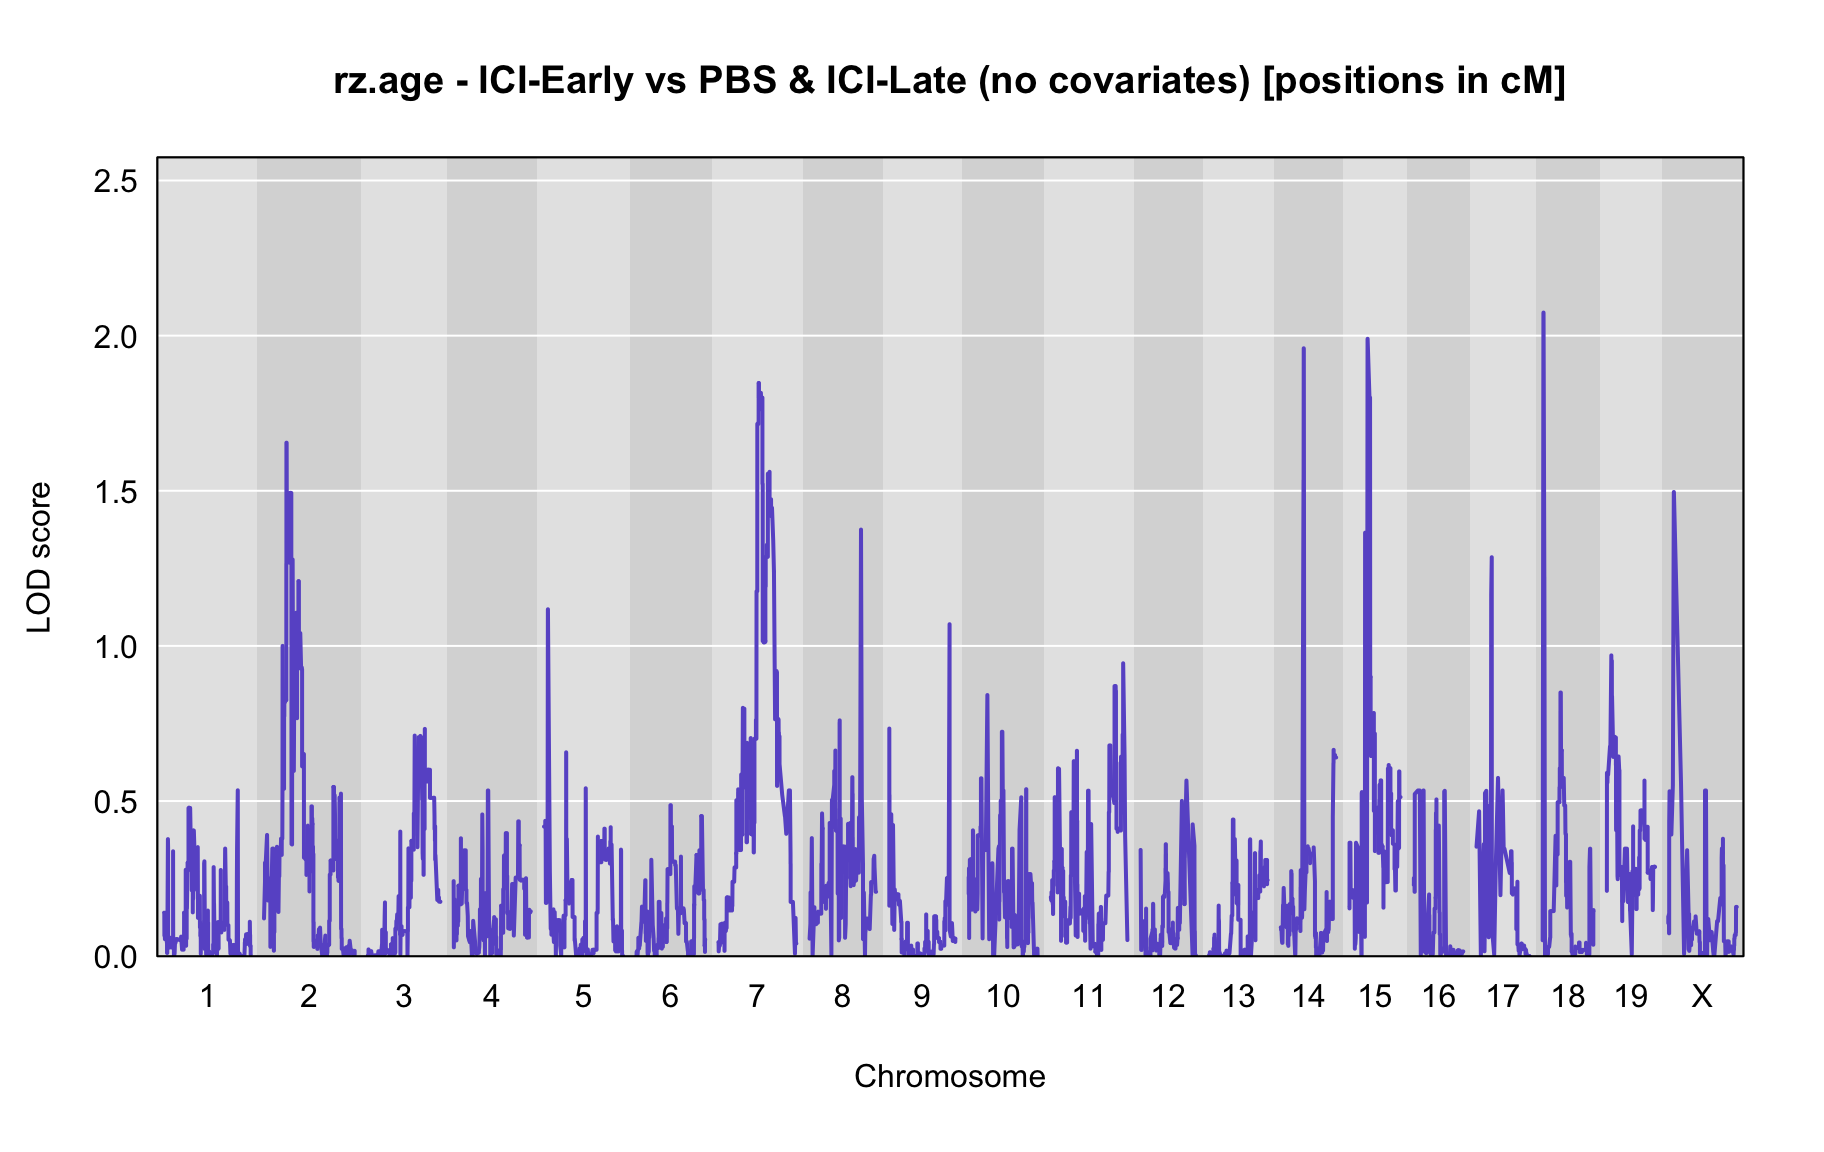 rz.age - ICI-Early vs PBS & ICI-Late (no covariates) [positions in cM]
2.5
2.0
1.5
1.0
0.5
0.0
LOD score
1 2 3 4 5 6 7 8 9 10 11 12 13 14 15 16 17 18 19 X
Chromosome